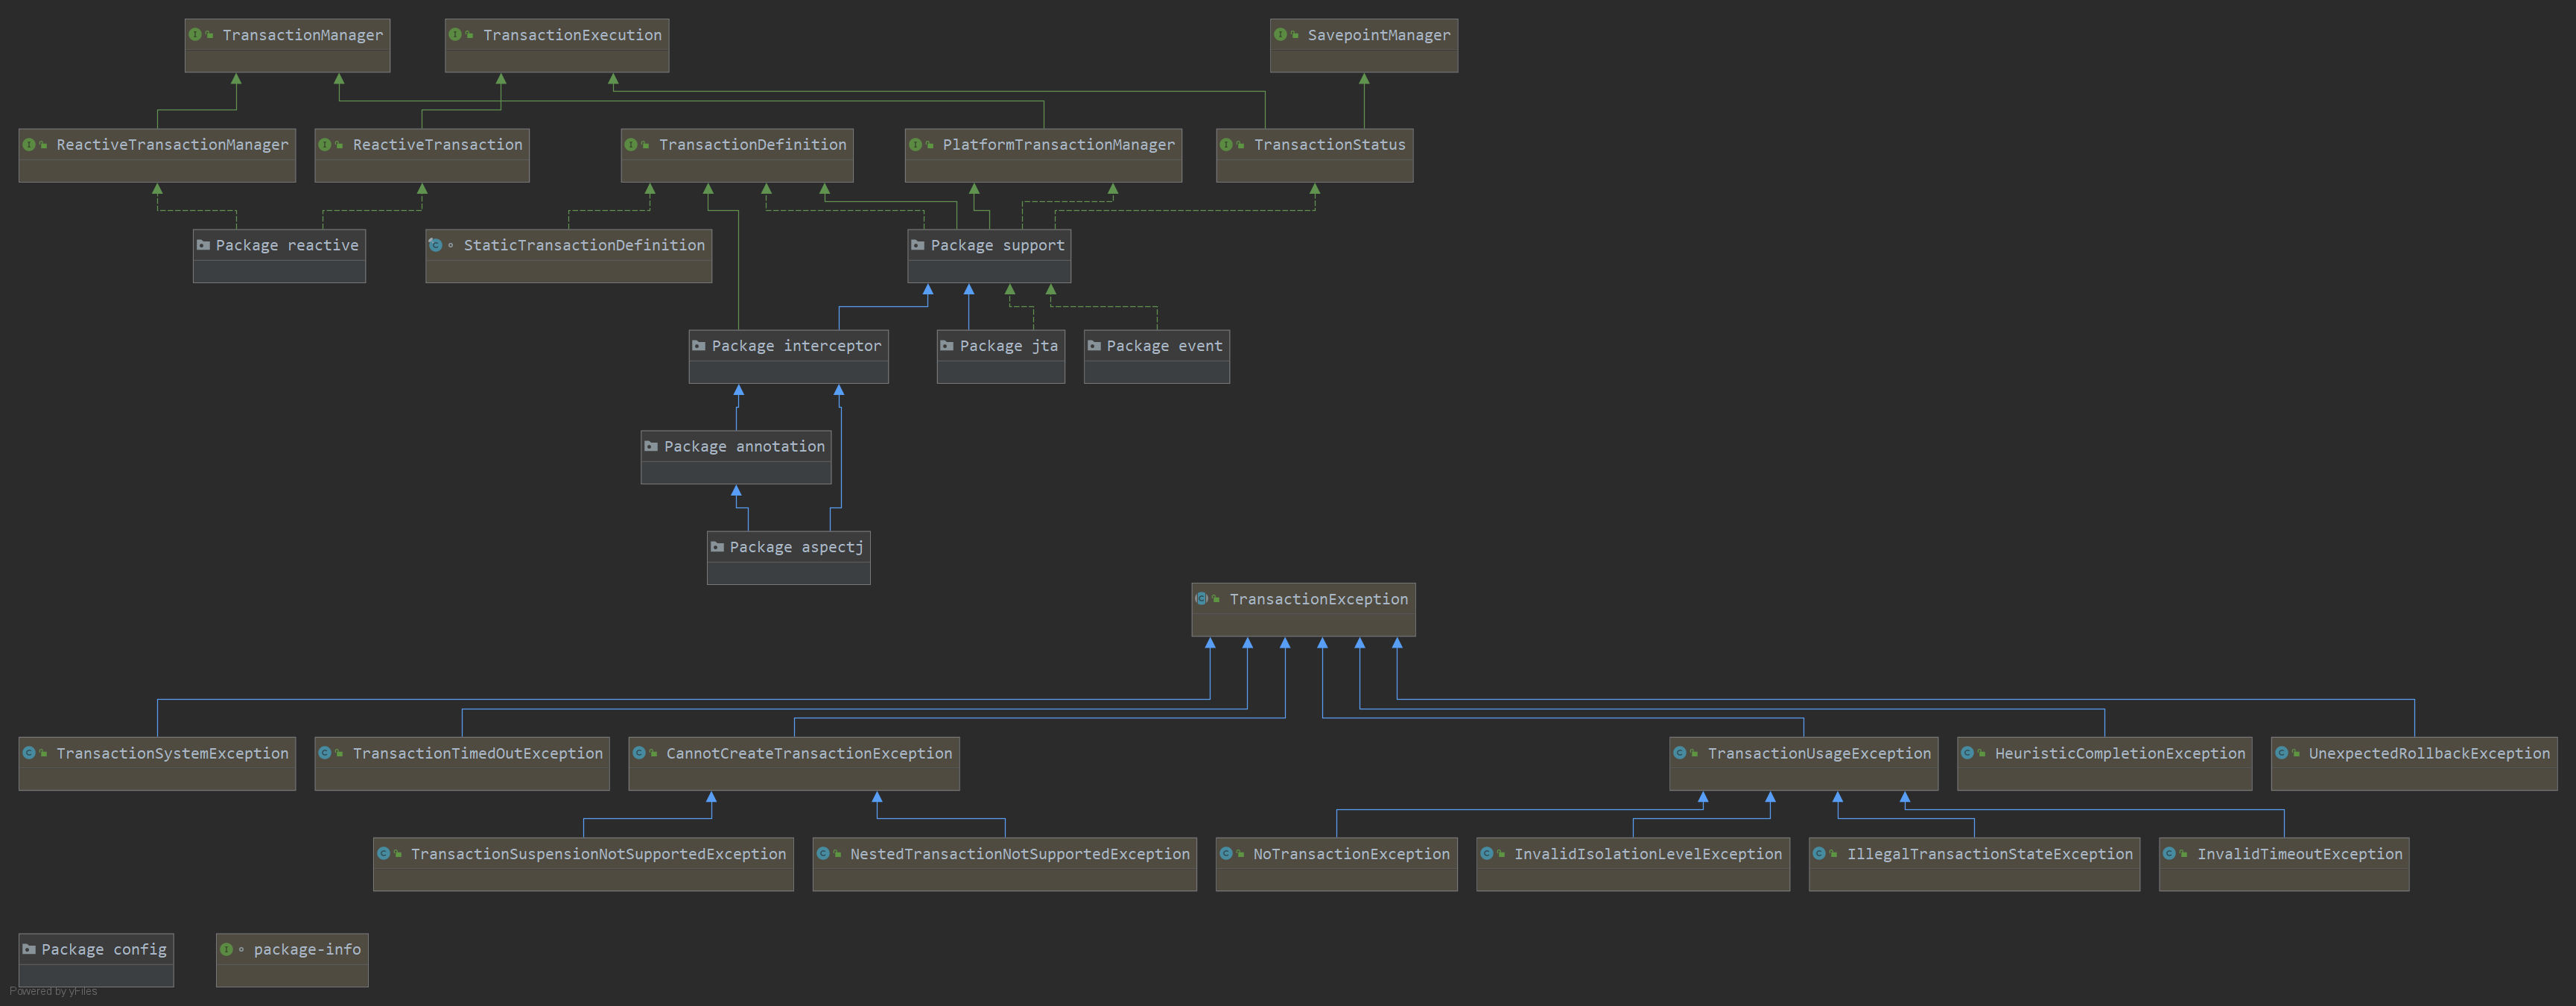 TransactionManager
TransactionExecution
SavepointManager
ReactiveTransactionManager
ReactiveTransaction
TransactionDefinition
PlatformTransactionManager
TransactionStatus
Package reactive
StaticTransactionDefinition
Package support
Package interceptor
Package jta
Package event
Package annotation
Package aspectj
TransactionException
TransactionSystemException
TransactionTimedOutException
CannotCreateTransactionException
TransactionUsageException
HeuristicCompletionException
UnexpectedRollbackException
TransactionSuspensionNotSupportedException
NestedTransactionNotSupportedException
NoTransactionException
InvalidIsolationLevelException
IllegalTransactionStateException
InvalidTimeoutException
Package config
package-info
Powered by yFiles